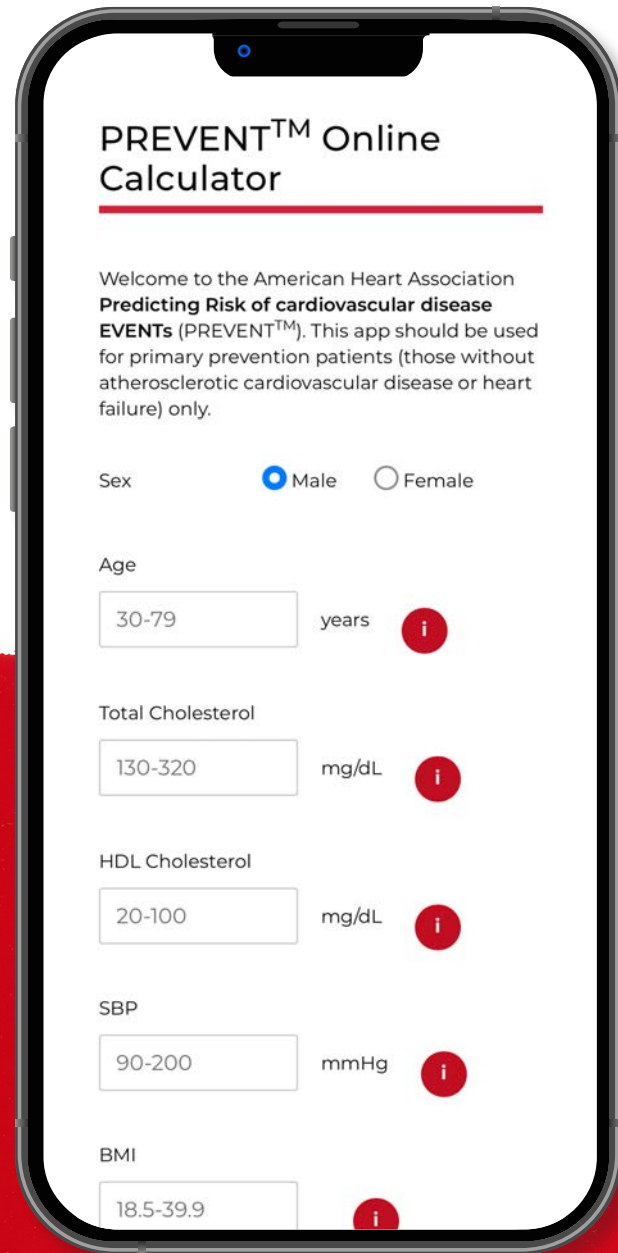 PREVENT™ Online
Calculator
Welcome to the American Heart Association
Predicting Risk of cardiovascular disease
EVENTs (PREVENT™). This app should be used
for primary prevention patients (those without
atherosclerotic cardiovascular disease or heart
failure) only.
Sex Male Female
Age
30-79 years i
Total Cholesterol
130-320 mg/dL i
HDL Cholesterol
20-100 mg/dL i
SBP
90-200 mmHg i
BMI
18.5-39.9 i